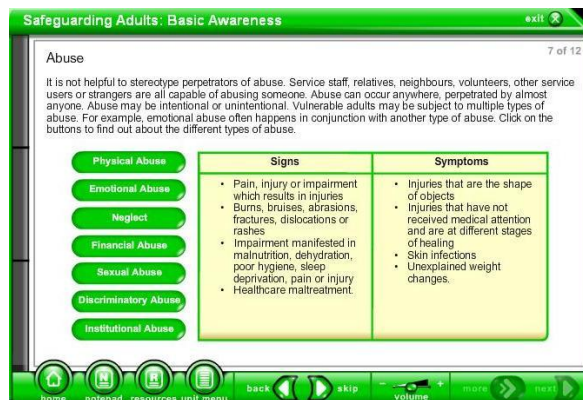 Safeguarding Adults: Basic Awareness
exit
7 of 12
Abuse
It is not helpful to stereotype perpetrators of abuse. Service staff, relatives, neighbours, volunteers, other service
users or strangers are all capable of abusing someone. Abuse can occur anywhere, perpetrated by almost
anyone. Abuse may be intentional or unintentional. Vulnerable adults may be subject to multiple types of
abuse. For example, emotional abuse often happens in conjunction with another type of abuse. Click on the
buttons to find out about the different types of abuse.
Physical Abuse
Emotional Abuse
Neglect
Financial Abuse
Sexual Abuse
Discriminatory Abuse
Institutional Abuse
Signs
• Pain, injury or impairment
which results in injuries
• Burns, bruises, abrasions,
fractures, dislocations or
rashes
• Impairment manifested in
malnutrition, dehydration,
poor hygiene, sleep
deprivation, pain or injury
• Healthcare maltreatment.
Symptoms
• Injuries that are the shape
of objects
• Injuries that have not
received medical attention
and are at different stages
of healing
• Skin infections
• Unexplained weight
changes.
home
N
notepad
R
resources
unit menu
back
skip
- +
volume
more
next